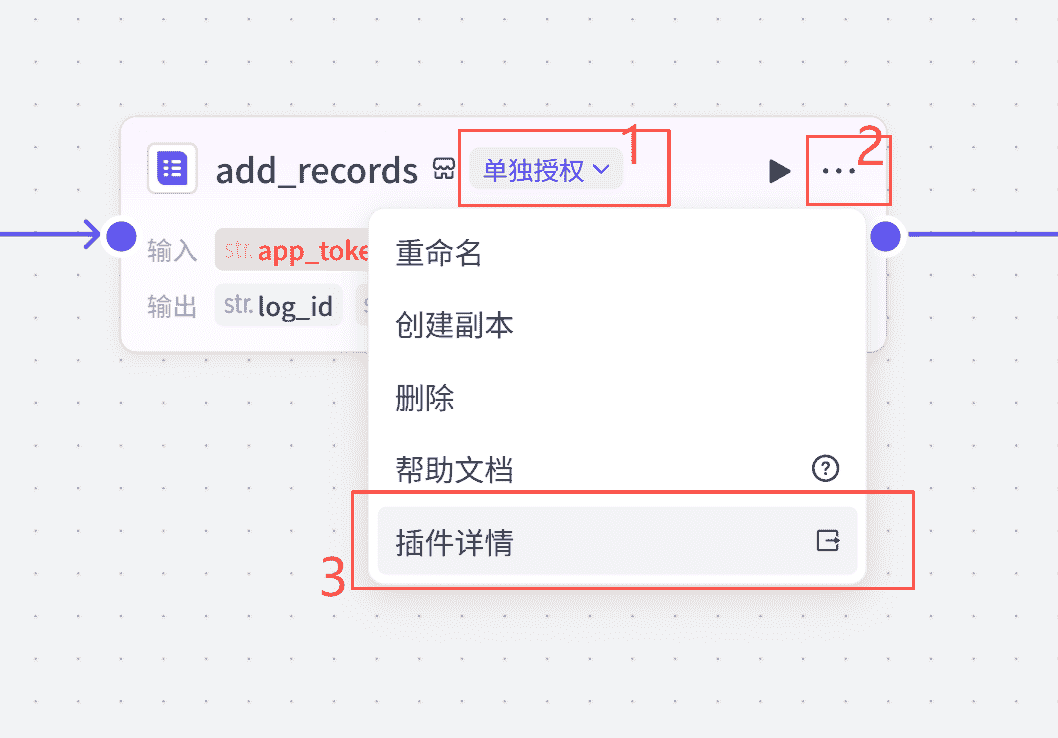 add_records 单独授权 1 2
输入 str. app_toke
输出 str. log_id
重命名
创建副本
删除
帮助文档 ?
插件详情
3